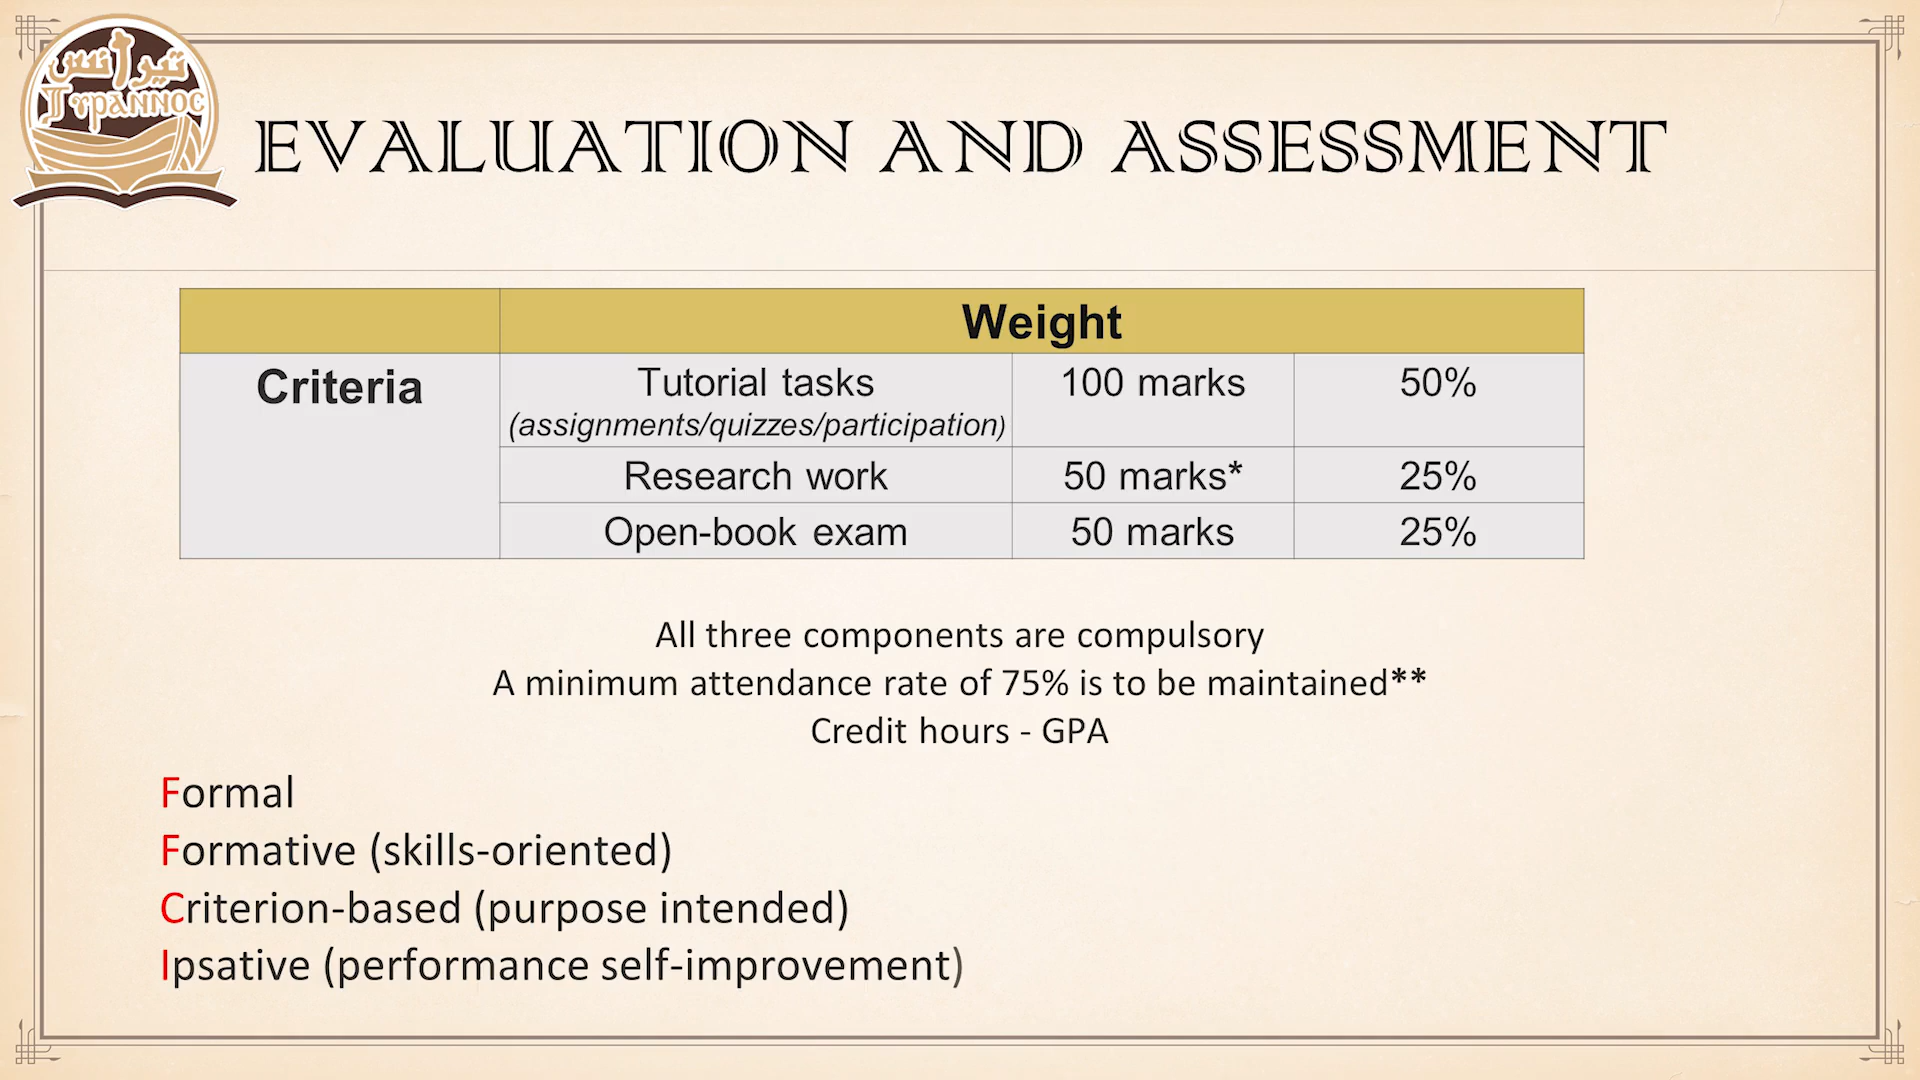 تيرانس
Tyrannoc
EVALUATION AND ASSESSMENT
Weight
Criteria
Tutorial tasks
(assignments/quizzes/participation)
100 marks
50%
Research work
50 marks*
25%
Open-book exam
50 marks
25%
All three components are compulsory
A minimum attendance rate of 75% is to be maintained**
Credit hours - GPA
Formal
Formative (skills-oriented)
Criterion-based (purpose intended)
Ipsative (performance self-improvement)